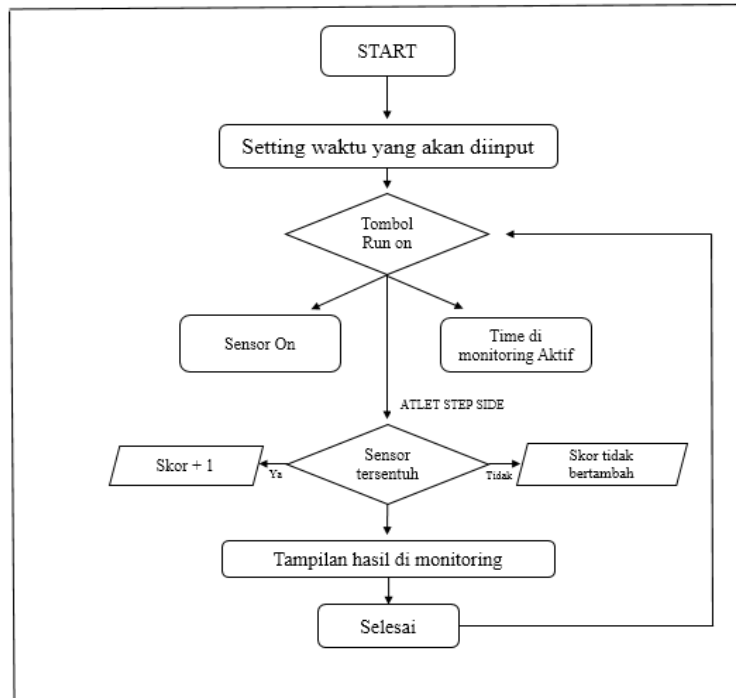 START
Setting waktu yang akan diinput
Tombol
Run on
Sensor On
Time di
monitoring Aktif
ATLET STEP SIDE
Sensor
tersentuh
Skor + 1
Ya
Tidak
Skor tidak
bertambah
Tampilan hasil di monitoring
Selesai